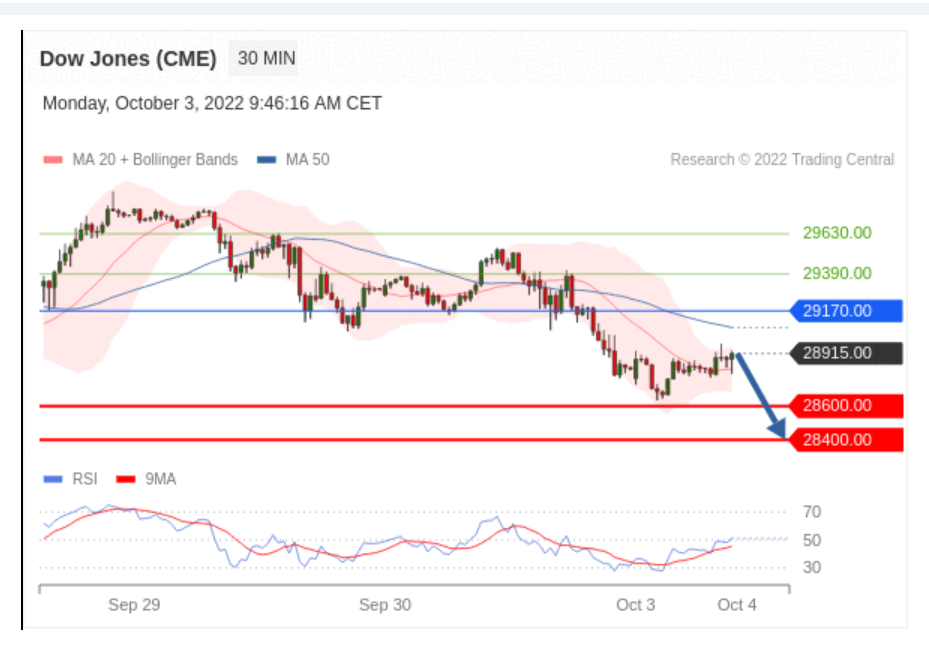 Dow Jones (CME) 30 MIN
Monday, October 3, 2022 9:46:16 AM CET
MA 20 + Bollinger Bands MA 50 Research © 2022 Trading Central
29630.00
29390.00
29170.00
28915.00
28600.00
28400.00
RSI 9MA
70
50
30
Sep 29 Sep 30 Oct 3 Oct 4